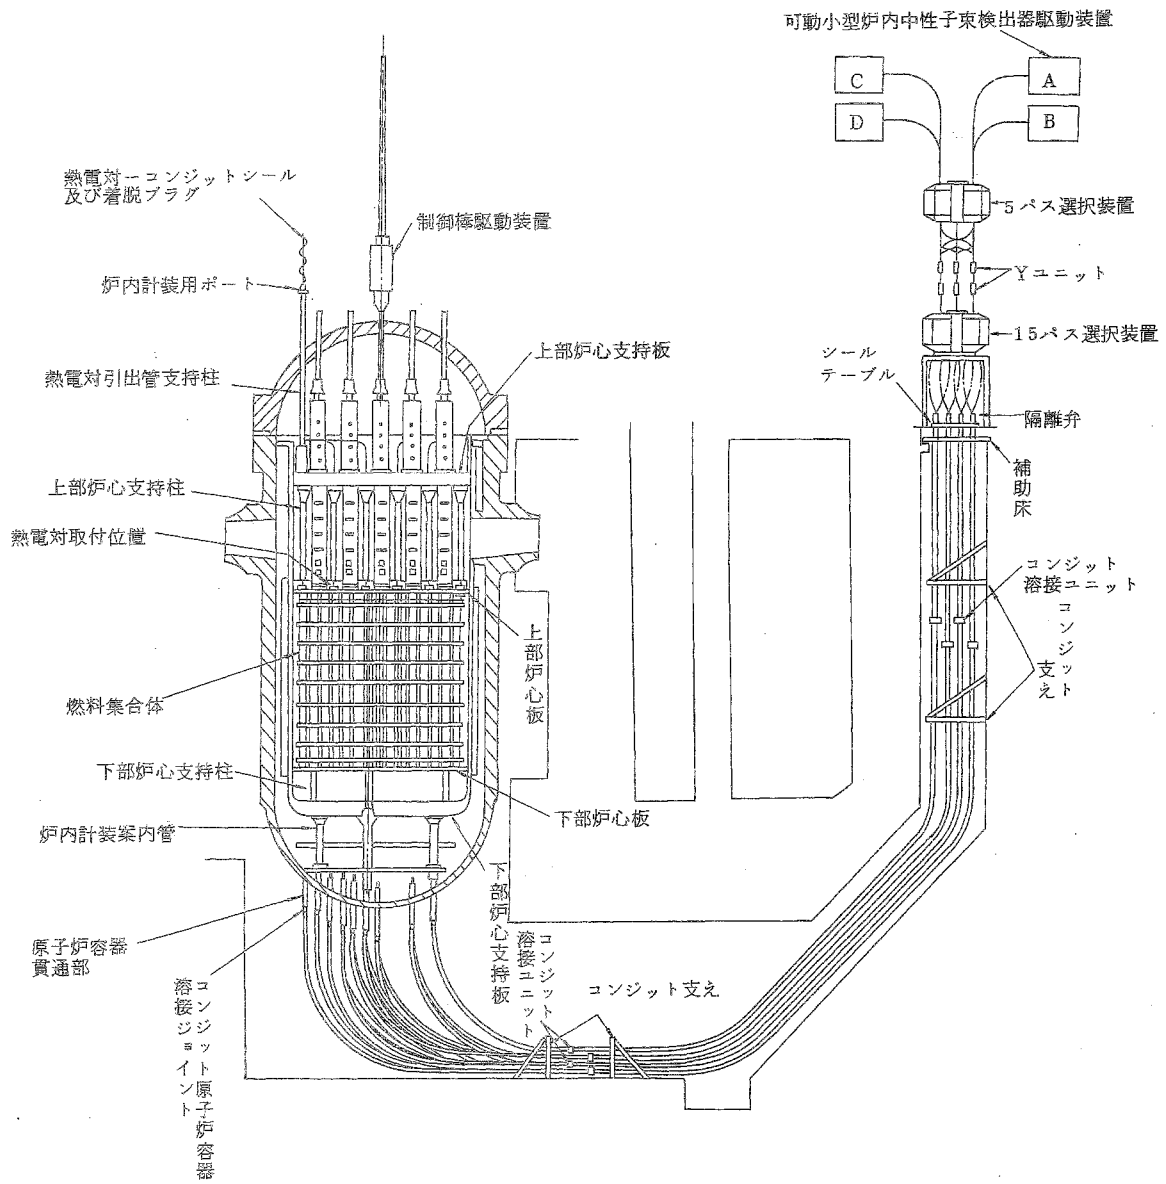 可動小型炉内中性子束検出器駆動装置
C
A
D
B
熱電対ーコンジットシール
及び着脱プラグ
5パス選択装置
制御棒駆動装置
Yユニット
炉内計装用ポート
15パス選択装置
上部炉心支持板
シール
テーブル
熱電対引出管支持柱
隔離弁
補助床
上部炉心支持柱
熱電対取付位置
コンジット
溶接ユニット
コンジット
支え
上部炉心板
燃料集合体
下部炉心支持柱
下部炉心板
炉内計装案内管
下部炉心支持板
原子炉容器
貫通部
コンジット
溶接ユニット
コンジット支え
コンジット原子炉容器
溶接ジョイント